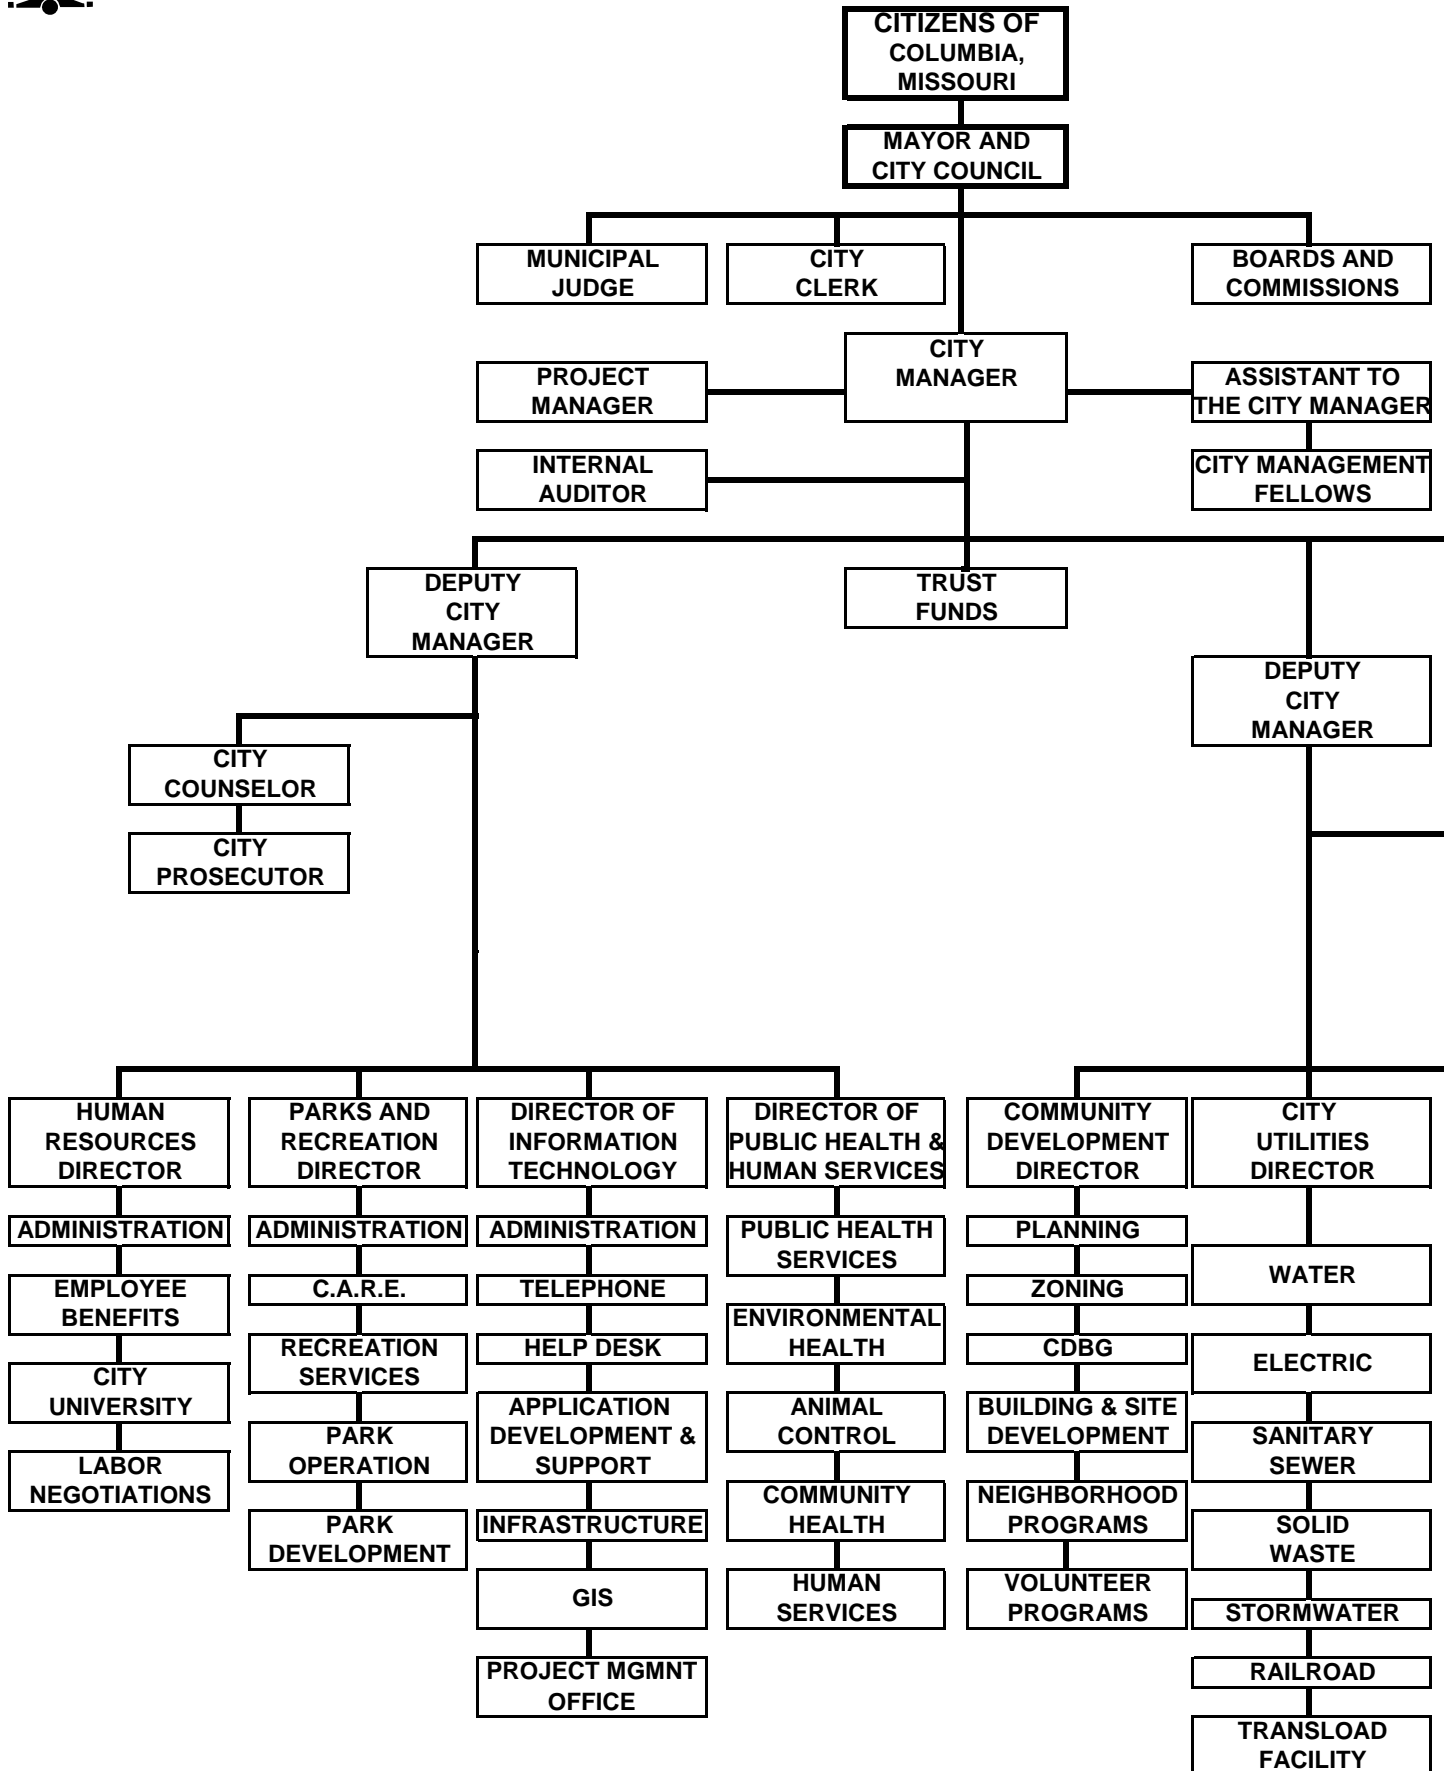 CITIZENS OF
COLUMBIA,
MISSOURI
MAYOR AND
CITY COUNCIL
MUNICIPAL
JUDGE
CITY
CLERK
BOARDS AND
COMMISSIONS
CITY
MANAGER
PROJECT
MANAGER
ASSISTANT TO
THE CITY MANAGER
INTERNAL
AUDITOR
CITY MANAGEMENT
FELLOWS
DEPUTY
CITY
MANAGER
TRUST
FUNDS
DEPUTY
CITY
MANAGER
CITY
COUNSELOR
CITY
PROSECUTOR
HUMAN
RESOURCES
DIRECTOR
ADMINISTRATION
EMPLOYEE
BENEFITS
CITY
UNIVERSITY
LABOR
NEGOTIATIONS
PARKS AND
RECREATION
DIRECTOR
ADMINISTRATION
C.A.R.E.
RECREATION
SERVICES
PARK
OPERATION
PARK
DEVELOPMENT
DIRECTOR OF
INFORMATION
TECHNOLOGY
ADMINISTRATION
TELEPHONE
HELP DESK
APPLICATION
DEVELOPMENT &
SUPPORT
INFRASTRUCTURE
GIS
PROJECT MGMNT
OFFICE
DIRECTOR OF
PUBLIC HEALTH &
HUMAN SERVICES
PUBLIC HEALTH
SERVICES
ENVIRONMENTAL
HEALTH
ANIMAL
CONTROL
COMMUNITY
HEALTH
HUMAN
SERVICES
COMMUNITY
DEVELOPMENT
DIRECTOR
PLANNING
ZONING
CDBG
BUILDING & SITE
DEVELOPMENT
NEIGHBORHOOD
PROGRAMS
VOLUNTEER
PROGRAMS
CITY
UTILITIES
DIRECTOR
WATER
ELECTRIC
SANITARY
SEWER
SOLID
WASTE
STORMWATER
RAILROAD
TRANSLOAD
FACILITY